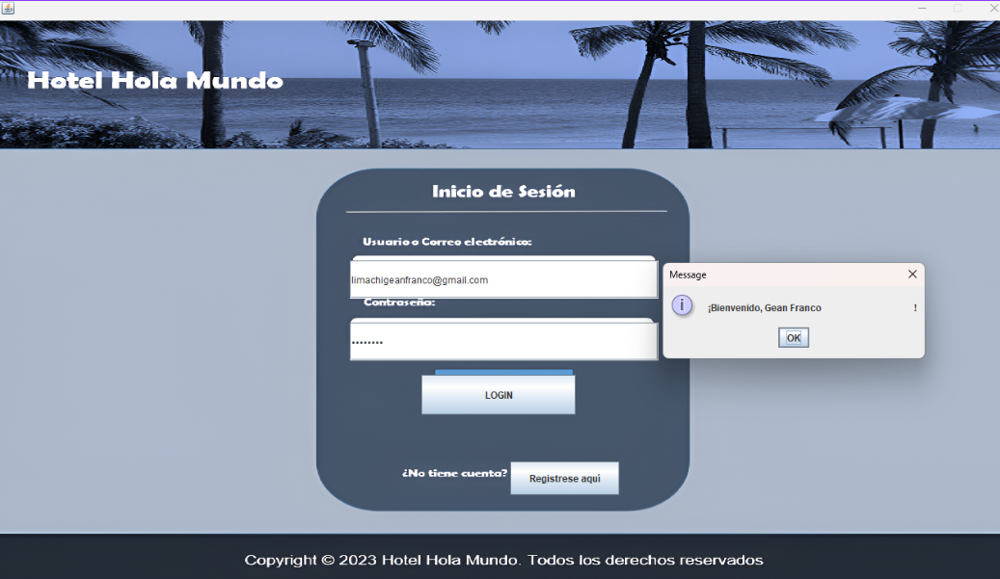 Hotel Hola Mundo
Inicio de Sesión
Usuario o Correo electrónico:
limachigeanfranco@gmail.com
Contraseña:
••••••••
LOGIN
¿No tiene cuenta? Registrese aquí
Message
¡Bienvenido, Gean Franco !
OK
Copyright © 2023 Hotel Hola Mundo. Todos los derechos reservados